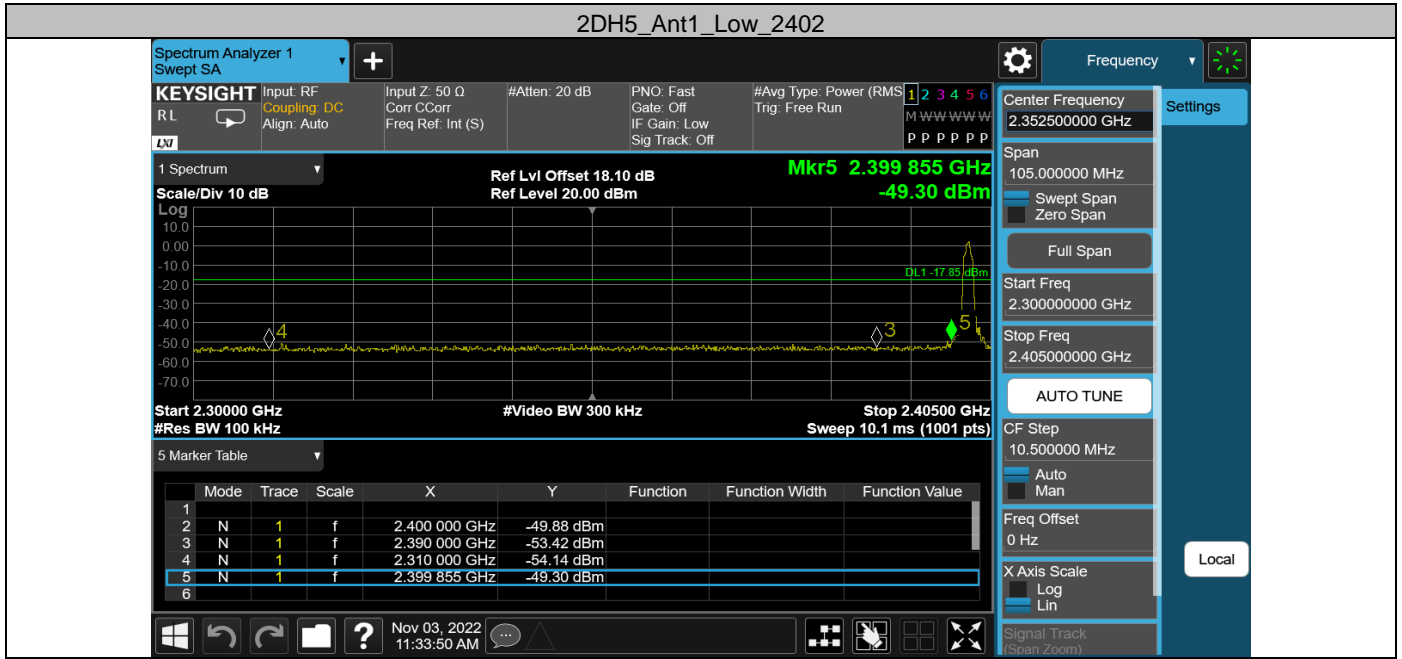 2DH5_Ant1_Low_2402
Spectrum Analyzer 1
Swept SA
Frequency
KEYSIGHT
RL
LXI
Input: RF
Coupling: DC
Align: Auto
Input Z: 50 Ω
Corr CCorr
Freq Ref: Int (S)
#Atten: 20 dB
PNO: Fast
Gate: Off
IF Gain: Low
Sig Track: Off
#Avg Type: Power (RMS
Trig: Free Run
1 2 3 4 5 6
M W W W W W
P P P P P P
1 Spectrum
Scale/Div 10 dB
Ref Lvl Offset 18.10 dB
Ref Level 20.00 dBm
Mkr5 2.399 855 GHz
-49.30 dBm
Log
10.0
0.00
-10.0
-20.0
-30.0
-40.0
-50.0
-60.0
-70.0
DL1 -17.85 dBm
4
3
5
Start 2.30000 GHz
#Video BW 300 kHz
Stop 2.40500 GHz
#Res BW 100 kHz
Sweep 10.1 ms (1001 pts)
5 Marker Table
Mode Trace Scale X Y Function Function Width Function Value
1
2 N 1 f 2.400 000 GHz -49.88 dBm
3 N 1 f 2.390 000 GHz -53.42 dBm
4 N 1 f 2.310 000 GHz -54.14 dBm
5 N 1 f 2.399 855 GHz -49.30 dBm
6
Nov 03, 2022
11:33:50 AM
Center Frequency
2.352500000 GHz
Settings
Span
105.000000 MHz
Swept Span
Zero Span
Full Span
Start Freq
2.300000000 GHz
Stop Freq
2.405000000 GHz
AUTO TUNE
CF Step
10.500000 MHz
Auto
Man
Freq Offset
0 Hz
X Axis Scale
Log
Lin
Signal Track
(Span Zoom)
Local